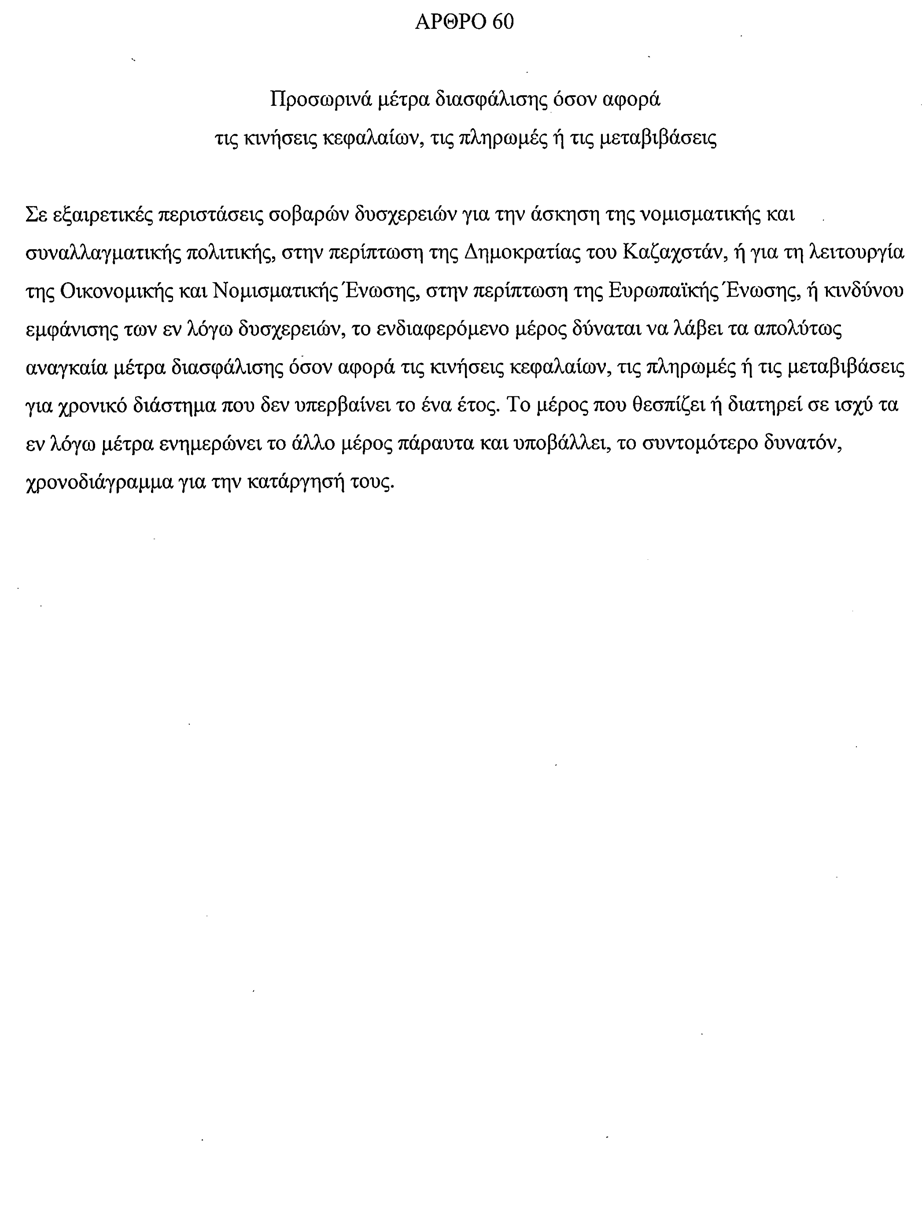 ΑΡΘΡΟ 60
Προσωρινά μέτρα διασφάλισης όσον αφορά
τις κινήσεις κεφαλαίων, τις πληρωμές ή τις μεταβιβάσεις
Σε εξαιρετικές περιστάσεις σοβαρών δυσχερειών για την άσκηση της νομισματικής και
συναλλαγματικής πολιτικής, στην περίπτωση της Δημοκρατίας του Καζαχστάν, ή για τη λειτουργία
της Οικονομικής και Νομισματικής Ένωσης, στην περίπτωση της Ευρωπαϊκής Ένωσης, ή κινδύνου
εμφάνισης των εν λόγω δυσχερειών, το ενδιαφερόμενο μέρος δύναται να λάβει τα απολύτως
αναγκαία μέτρα διασφάλισης όσον αφορά τις κινήσεις κεφαλαίων, τις πληρωμές ή τις μεταβιβάσεις
για χρονικό διάστημα που δεν υπερβαίνει το ένα έτος. Το μέρος που θεσπίζει ή διατηρεί σε ισχύ τα
εν λόγω μέτρα ενημερώνει το άλλο μέρος πάραυτα και υποβάλλει, το συντομότερο δυνατόν,
χρονοδιάγραμμα για την κατάργησή τους.